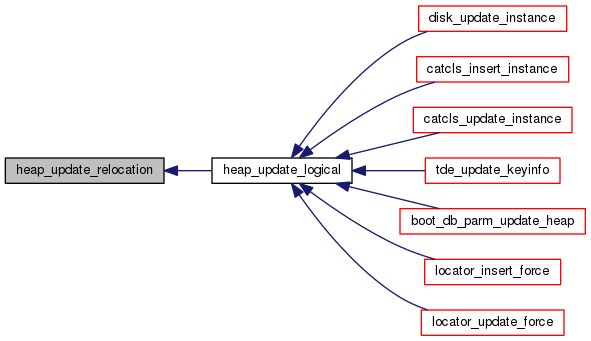 disk_update_instance
catcls_insert_instance
catcls_update_instance
heap_update_relocation
heap_update_logical
tde_update_keyinfo
boot_db_parm_update_heap
locator_insert_force
locator_update_force